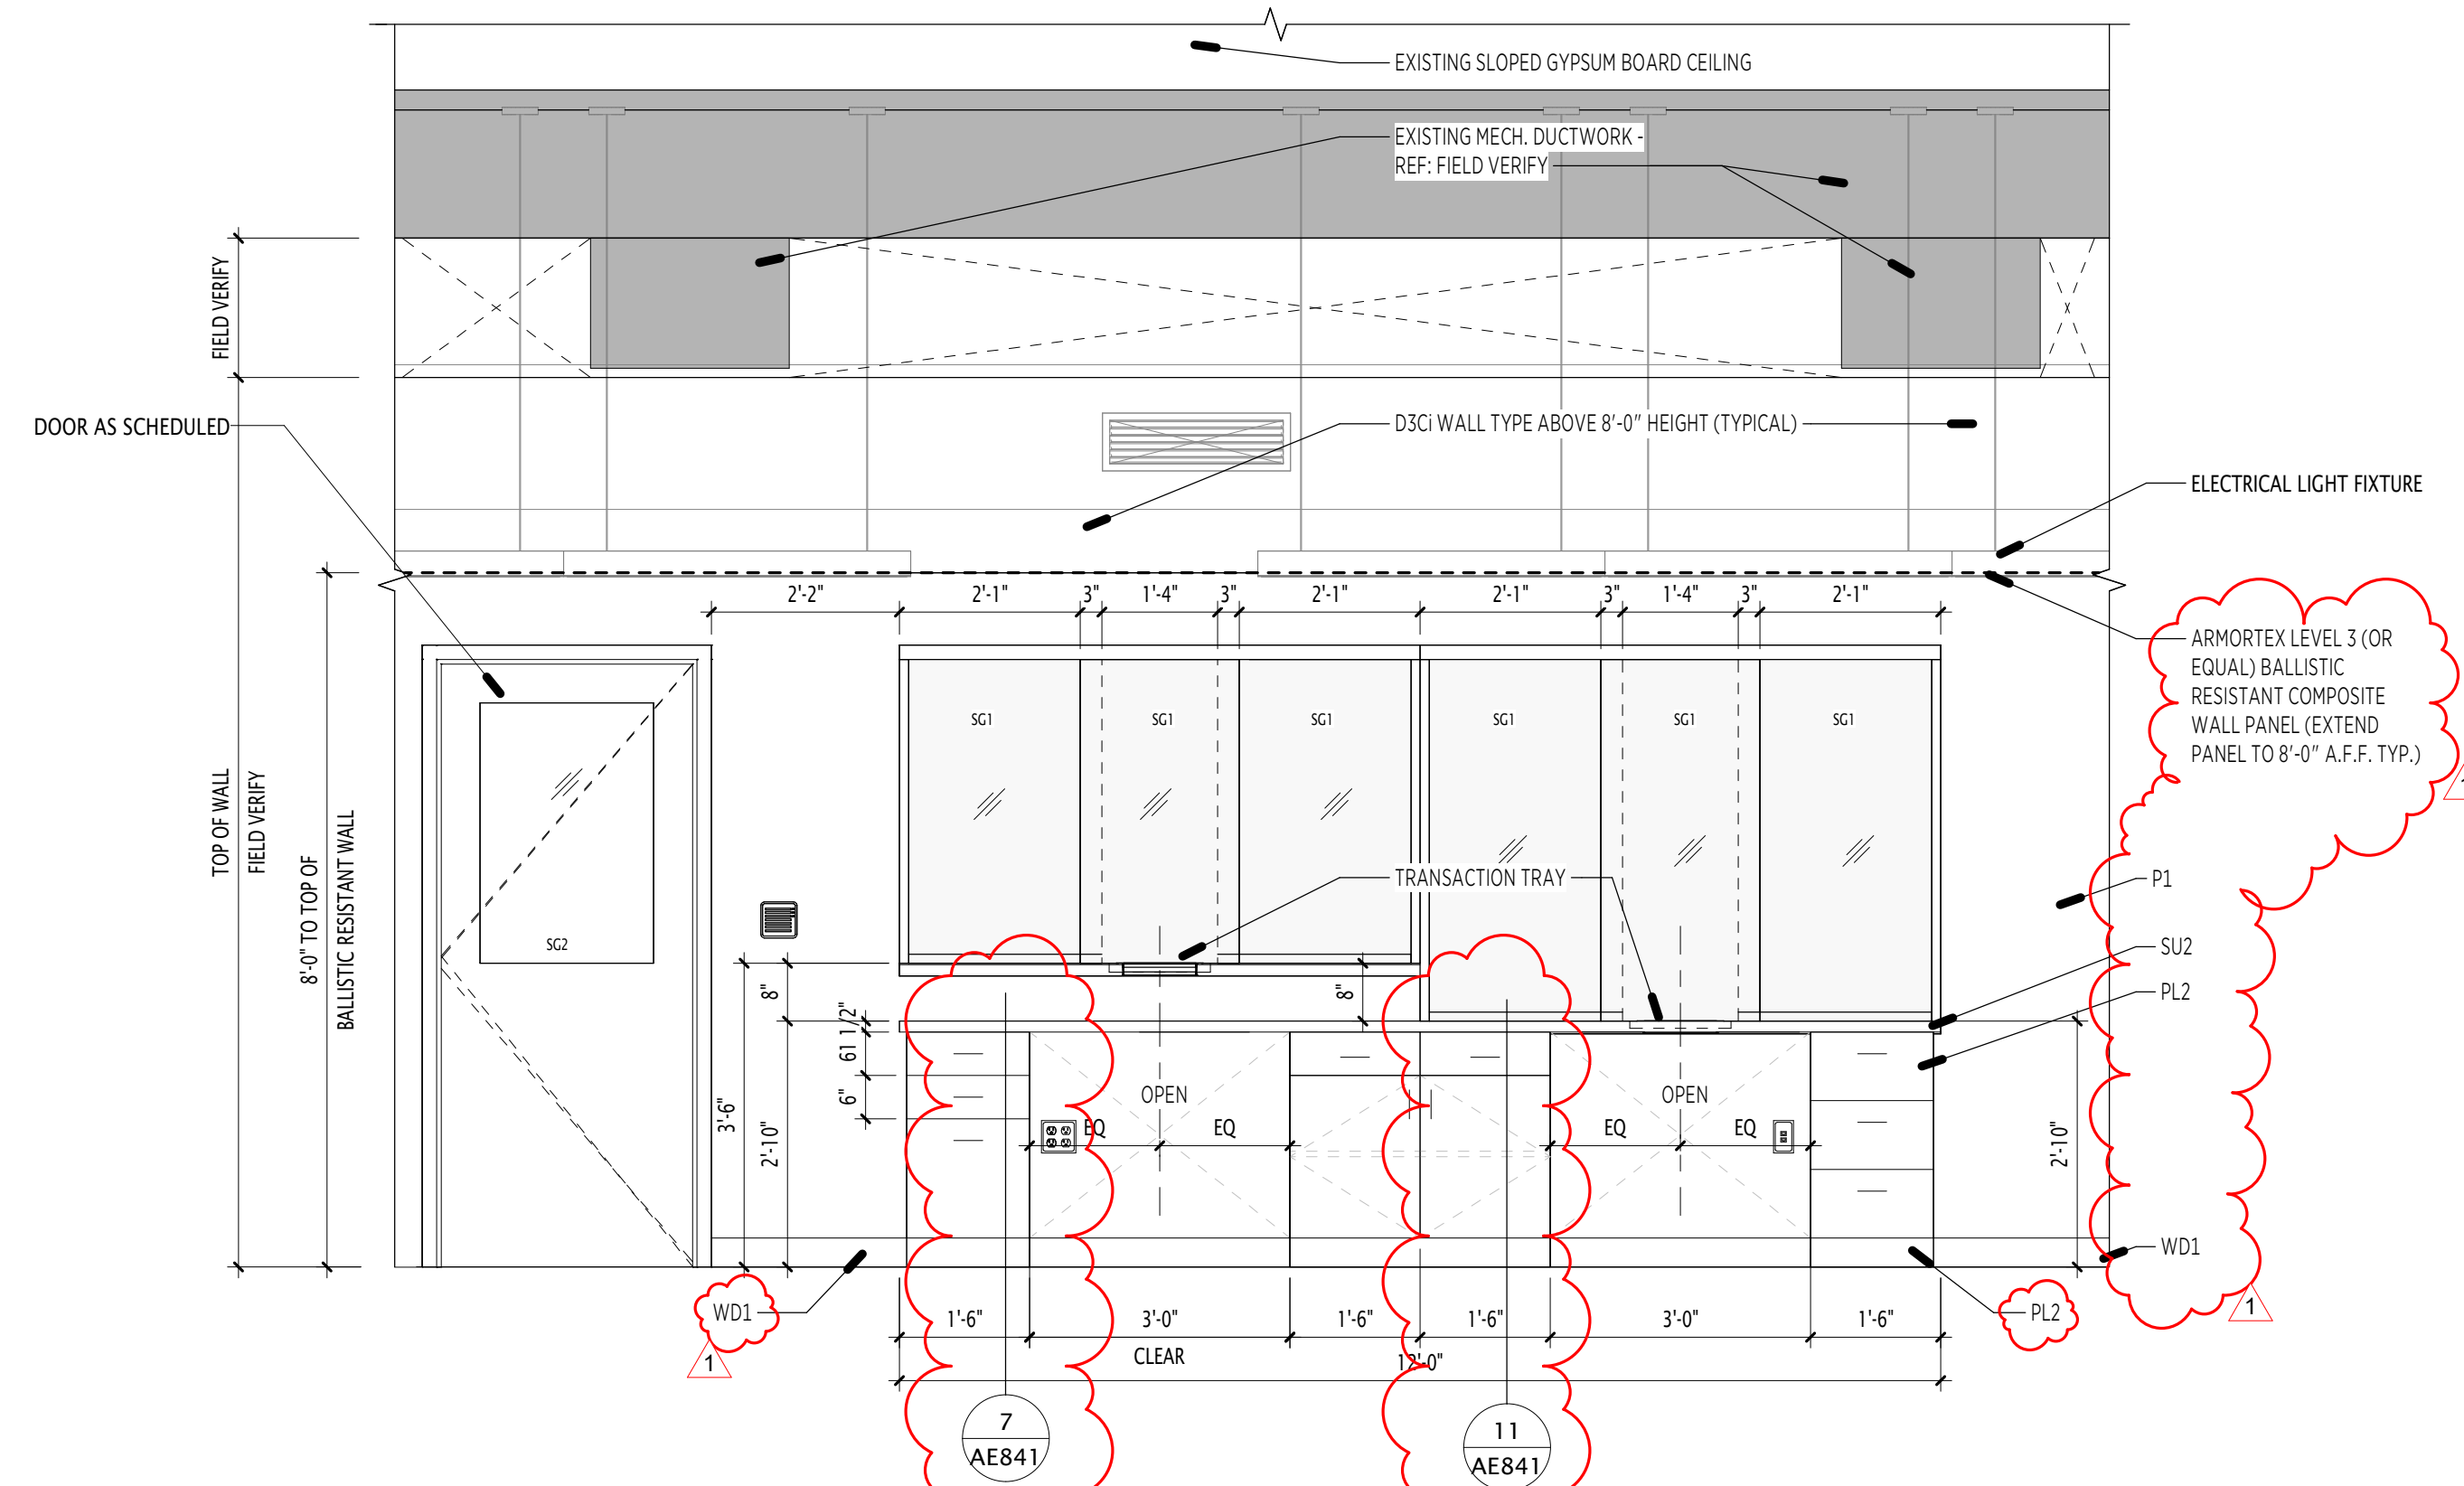 EXISTING SLOPED GYPSUM BOARD CEILING
EXISTING MECH. DUCTWORK -
REF: FIELD VERIFY
FIELD VERIFY
DOOR AS SCHEDULED
D3Ci WALL TYPE ABOVE 8'-0" HEIGHT (TYPICAL)
ELECTRICAL LIGHT FIXTURE
2'-2"
2'-1"
3"
1'-4"
3"
2'-1"
2'-1"
3"
1'-4"
3"
2'-1"
ARMORTEX LEVEL 3 (OR
EQUAL) BALLISTIC
RESISTANT COMPOSITE
WALL PANEL (EXTEND
PANEL TO 8'-0" A.F.F. TYP.)
SG1
SG1
SG1
SG1
SG1
SG1
TOP OF WALL
FIELD VERIFY
8'-0" TO TOP OF
BALLISTIC RESISTANT WALL
TRANSACTION TRAY
P1
SG2
SU2
PL2
8"
8"
6
1 1/2"
6"
3'-6"
2'-10"
OPEN
EQ
EQ
OPEN
EQ
EQ
2'-10"
WD1
WD1
1
PL2
1
1'-6"
3'-0"
1'-6"
1'-6"
3'-0"
1'-6"
CLEAR
12'-0"
7
AE841
11
AE841